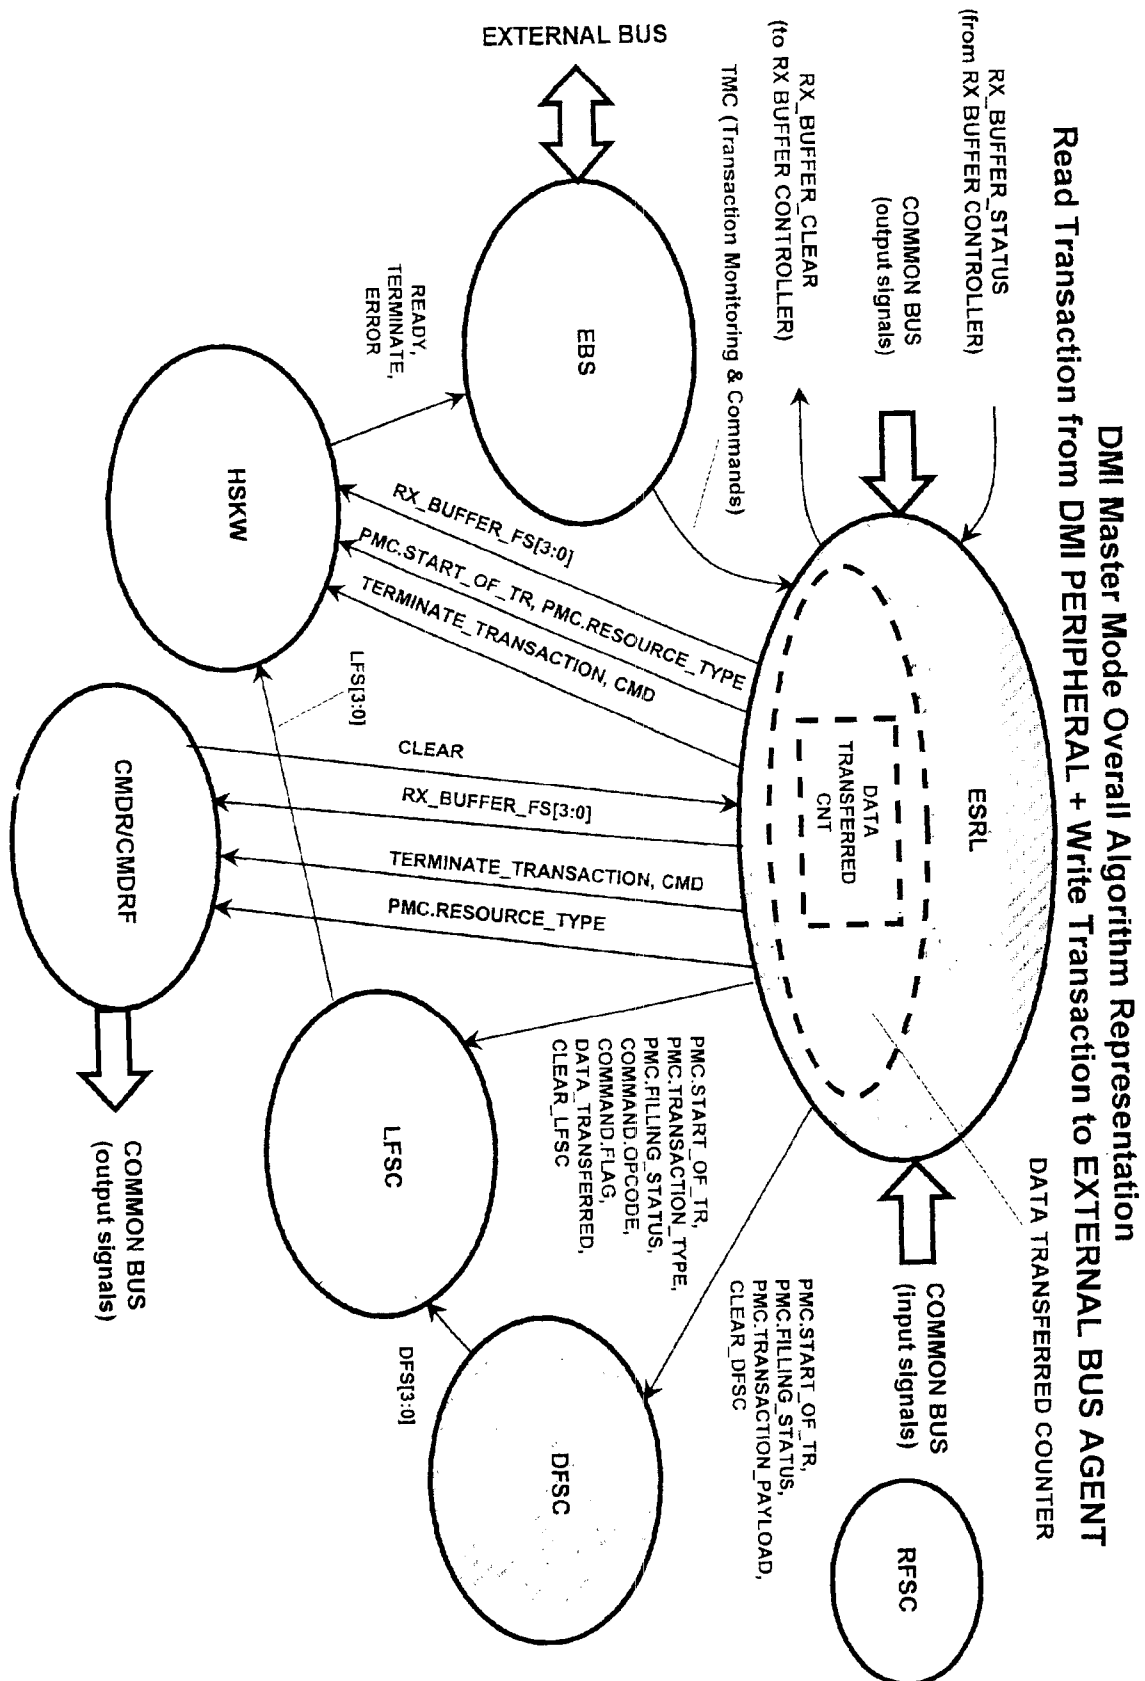 DMI Master Mode Overall Algorithm Representation
Read Transaction from DMI PERIPHERAL + Write Transaction to EXTERNAL BUS AGENT
RX_BUFFER_STATUS
(from RX BUFFER CONTROLLER)
COMMON BUS
(output signals)
RX_BUFFER_CLEAR
(to RX BUFFER CONTROLLER)
TMC (Transaction Monitoring & Commands)
EXTERNAL BUS
EBS
READY,
TERMINATE,
ERROR
HSKW
ESRL
DATA
TRANSFERRED
CNT
DATA TRANSFERRED COUNTER
COMMON BUS
(input signals)
RFSC
RX_BUFFER_FS[3:0]
PMC.START_OF_TR, PMC.RESOURCE_TYPE
TERMINATE_TRANSACTION, CMD
LFS[3:0]
CLEAR
RX_BUFFER_FS[3:0]
TERMINATE_TRANSACTION, CMD
PMC.RESOURCE_TYPE
CMDR/CMDRF
COMMON BUS
(output signals)
PMC.START_OF_TR,
PMC.TRANSACTION_TYPE,
PMC.FILLING_STATUS,
COMMAND.OPCODE,
COMMAND.FLAG,
DATA_TRANSFERRED,
CLEAR_LFSC
LFSC
PMC.START_OF_TR,
PMC.FILLING_STATUS,
PMC.TRANSACTION_PAYLOAD,
CLEAR_DFSC
DFS[3:0]
DFSC